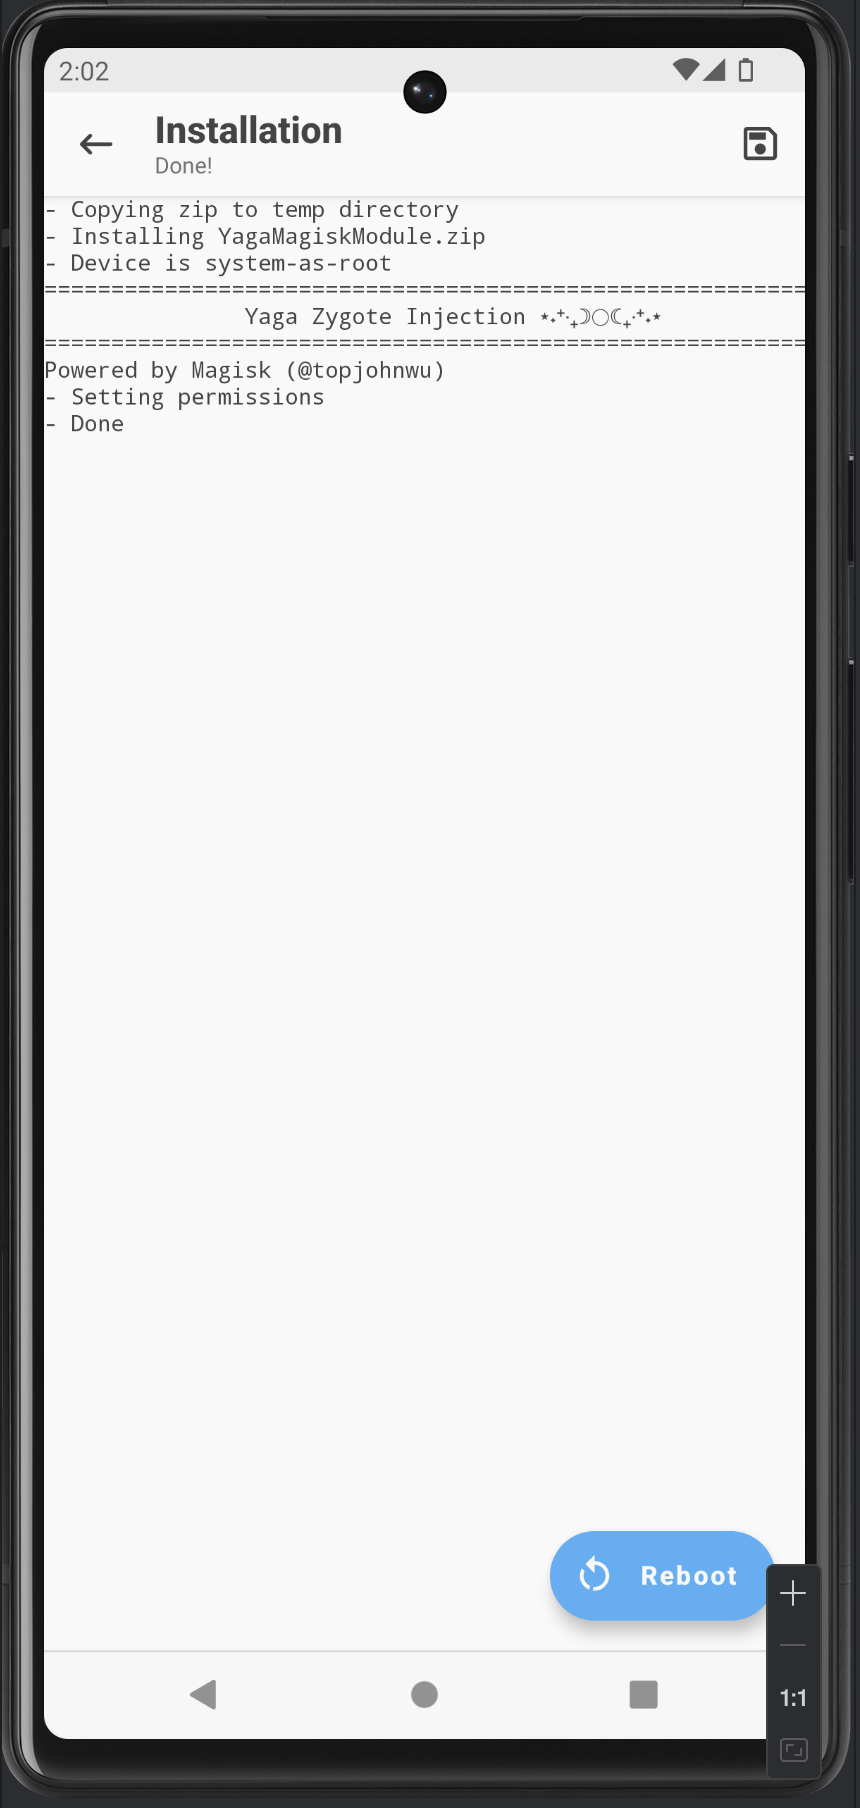 2:02
Installation
Done!
- Copying zip to temp directory
- Installing YagaMagiskModule.zip
- Device is system-as-root
=========================================================
Yaga Zygote Injection ⋆₊⁺‧₊☽◯☾₊‧⁺₊⋆
=========================================================
Powered by Magisk (@topjohnwu)
- Setting permissions
- Done
Reboot
1:1